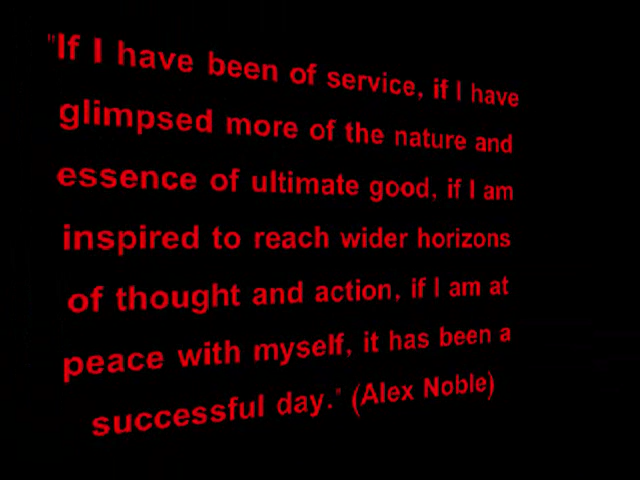 "If I have been of service, if I have
glimpsed more of the nature and
essence of ultimate good, if I am
inspired to reach wider horizons
of thought and action, if I am at
peace with myself, it has been a
successful day." (Alex Noble)